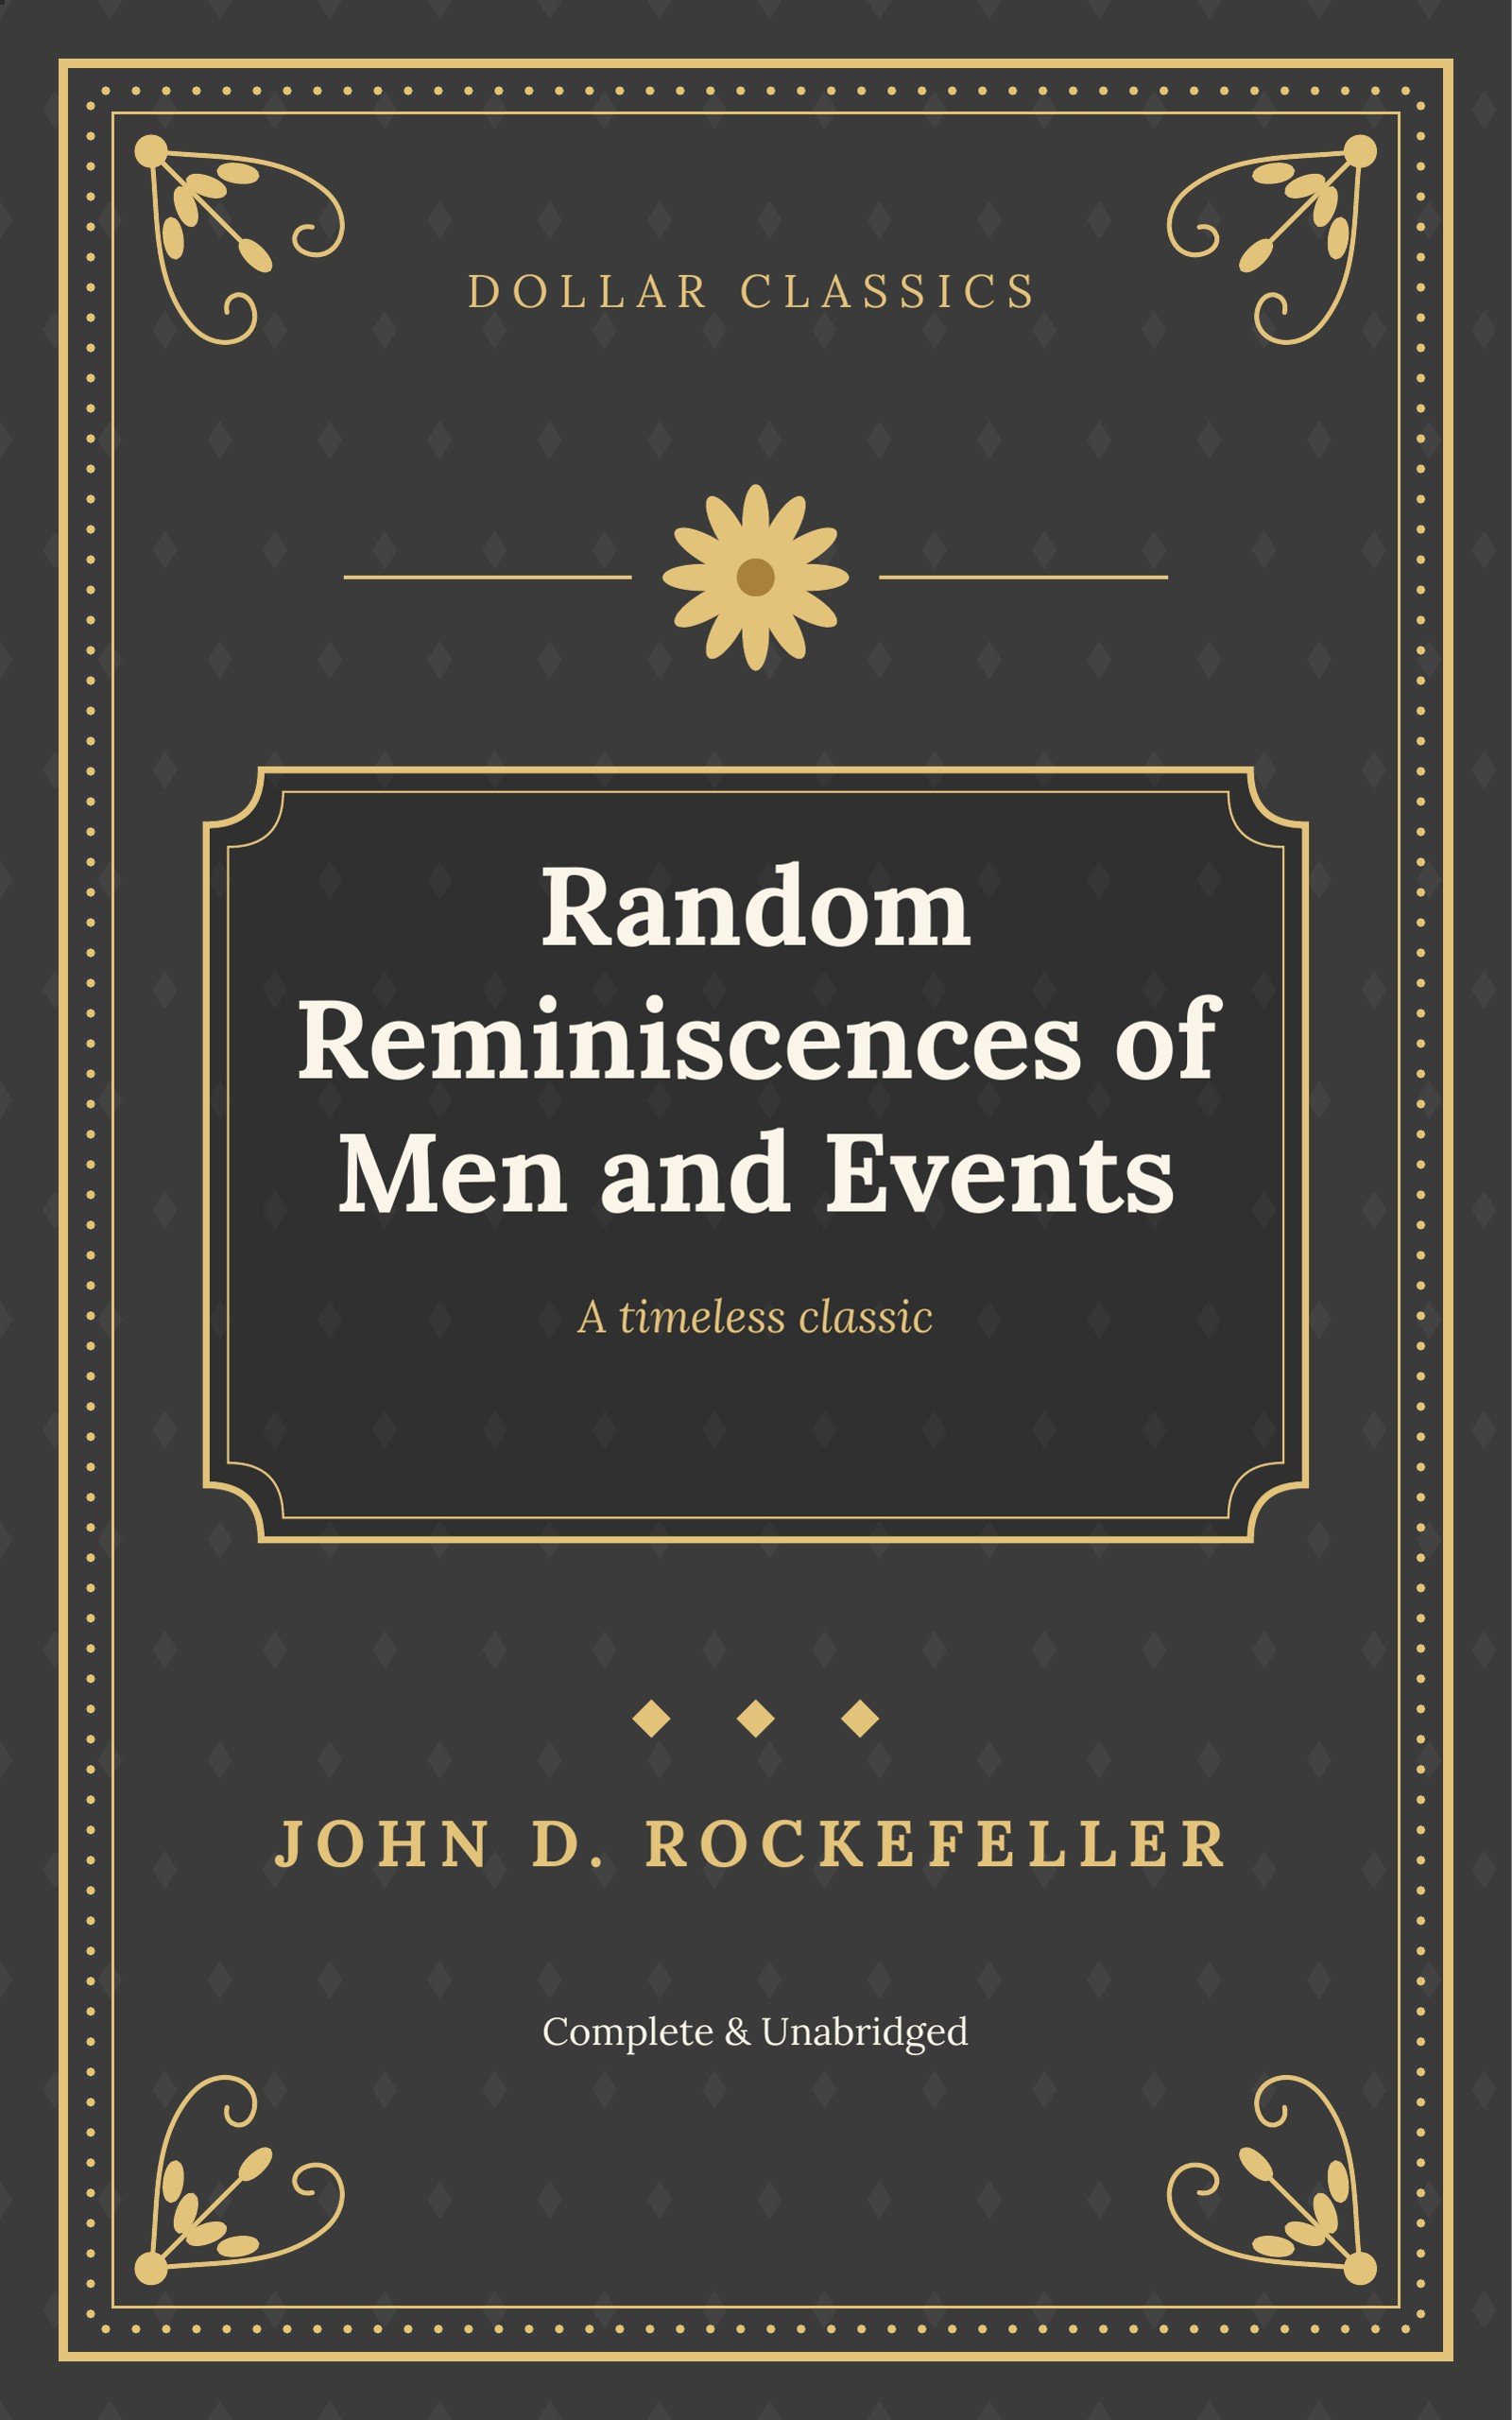 DOLLAR CLASSICS
Random
Reminiscences of
Men and Events
A timeless classic
JOHN D. ROCKEFELLER
Complete & Unabridged